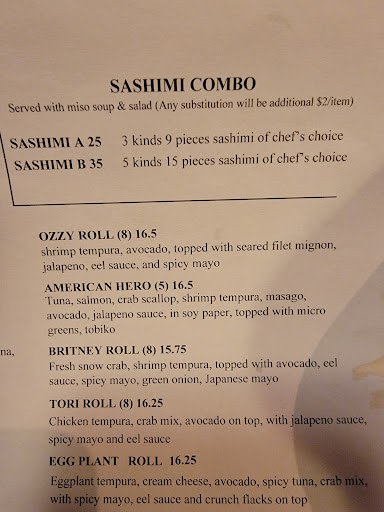 SASHIMI COMBO
Served with miso soup & salad (Any substitution will be additional $2/item)
SASHIMI A 25 3 kinds 9 pieces sashimi of chef's choice
SASHIMI B 35 5 kinds 15 pieces sashimi of chef's choice
OZZY ROLL (8) 16.5
shrimp tempura, avocado, topped with seared filet mignon,
jalapeno, eel sauce, and spicy mayo
AMERICAN HERO (5) 16.5
Tuna, salmon, crab scallop, shrimp tempura, masago,
avocado, jalapeno sauce, in soy paper, topped with micro
greens, tobiko
na,
BRITNEY ROLL (8) 15.75
Fresh snow crab, shrimp tempura, topped with avocado, eel
sauce, spicy mayo, green onion, Japanese mayo
TORI ROLL (8) 16.25
Chicken tempura, crab mix, avocado on top, with jalapeno sauce,
spicy mayo and eel sauce
EGG PLANT ROLL 16.25
Eggplant tempura, cream cheese, avocado, spicy tuna, crab mix,
with spicy mayo, eel sauce and crunch flacks on top